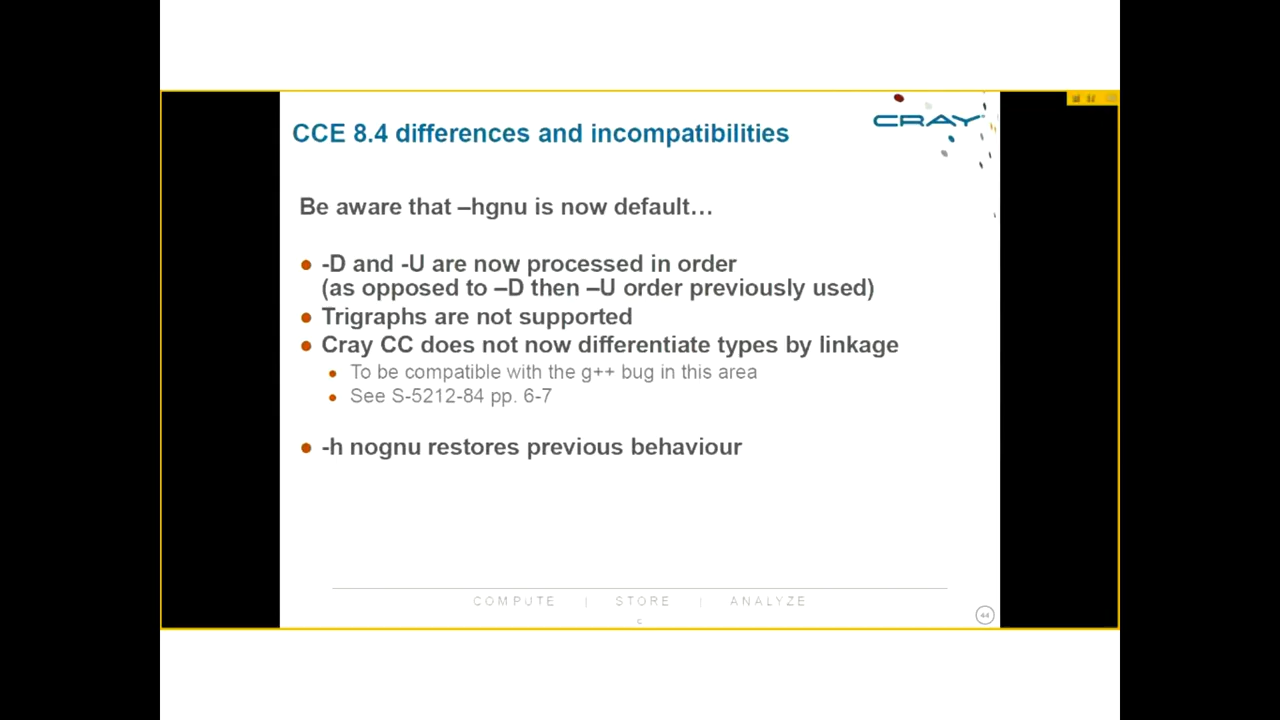 CRAY
CCE 8.4 differences and incompatibilities
Be aware that –hgnu is now default…
● -D and -U are now processed in order
(as opposed to –D then –U order previously used)
● Trigraphs are not supported
● Cray CC does not now differentiate types by linkage
● To be compatible with the g++ bug in this area
● See S-5212-84 pp. 6-7
● -h nognu restores previous behaviour
COMPUTE | STORE | ANALYZE
c
44